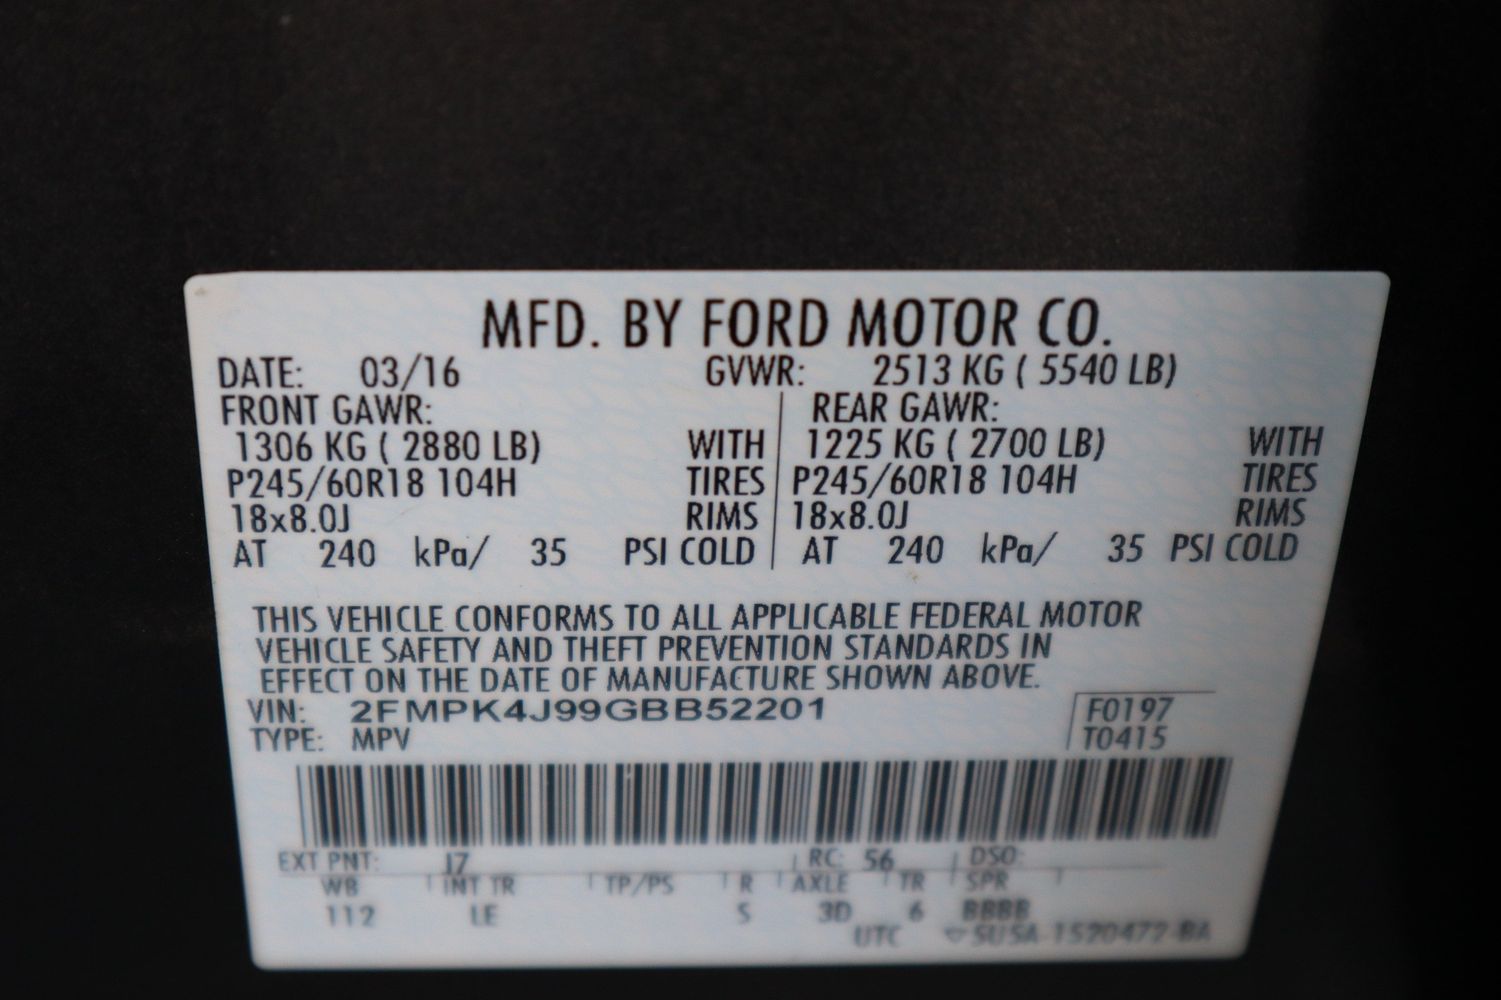 MFD. BY FORD MOTOR CO.
DATE: 03/16 GVWR: 2513 KG ( 5540 LB)
FRONT GAWR: REAR GAWR:
1306 KG ( 2880 LB) WITH 1225 KG ( 2700 LB) WITH
P245/60R18 104H TIRES P245/60R18 104H TIRES
18x8.0J RIMS 18x8.0J RIMS
AT 240 kPa/ 35 PSI COLD AT 240 kPa/ 35 PSI COLD
THIS VEHICLE CONFORMS TO ALL APPLICABLE FEDERAL MOTOR
VEHICLE SAFETY AND THEFT PREVENTION STANDARDS IN
EFFECT ON THE DATE OF MANUFACTURE SHOWN ABOVE.
VIN: 2FMPK4J99GBB52201 F0197
TYPE: MPV T0415
EXT PNT: J7 RC: 56 DSO:
WB INT TR TP/PS R AXLE TR SPR
112 LE S 3D 6 BBBB
UTC SU5A-1520472-BA